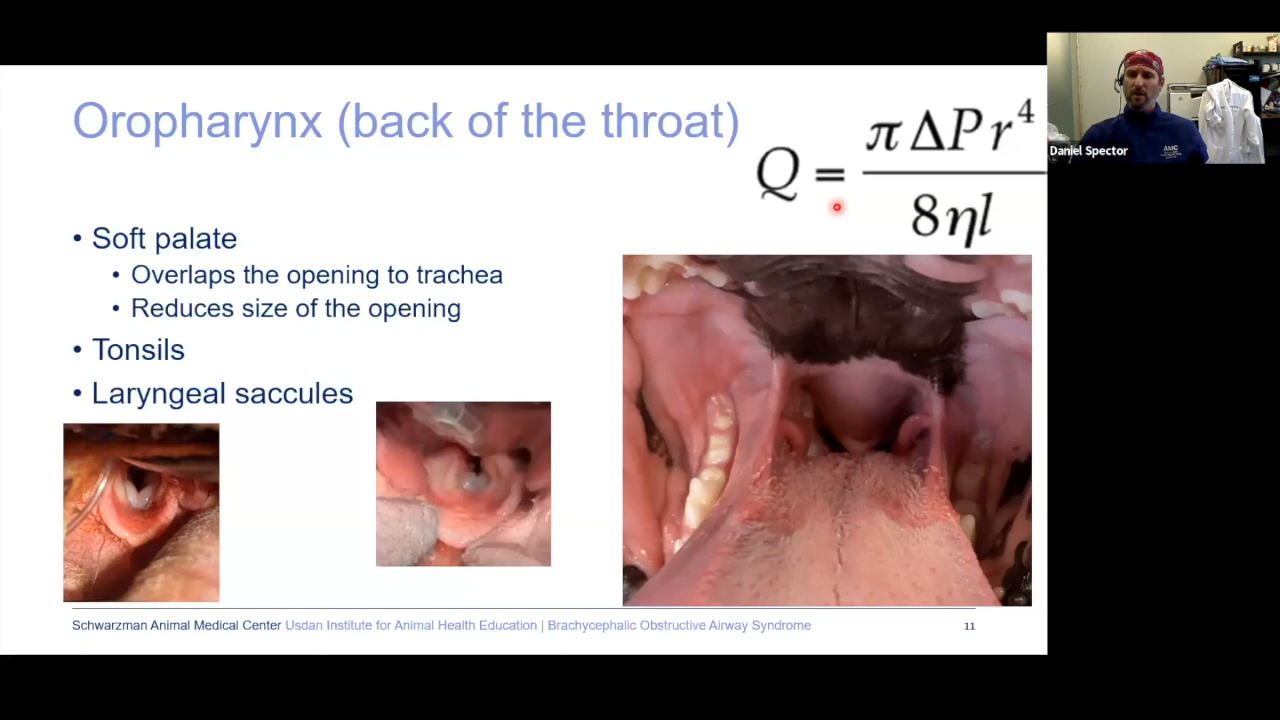 Oropharynx (back of the throat)
Q = πΔPr⁴ / 8ηl
• Soft palate
• Overlaps the opening to trachea
• Reduces size of the opening
• Tonsils
• Laryngeal saccules
Schwarzman Animal Medical Center Usdan Institute for Animal Health Education | Brachycephalic Obstructive Airway Syndrome
11
Daniel Spector
AMC